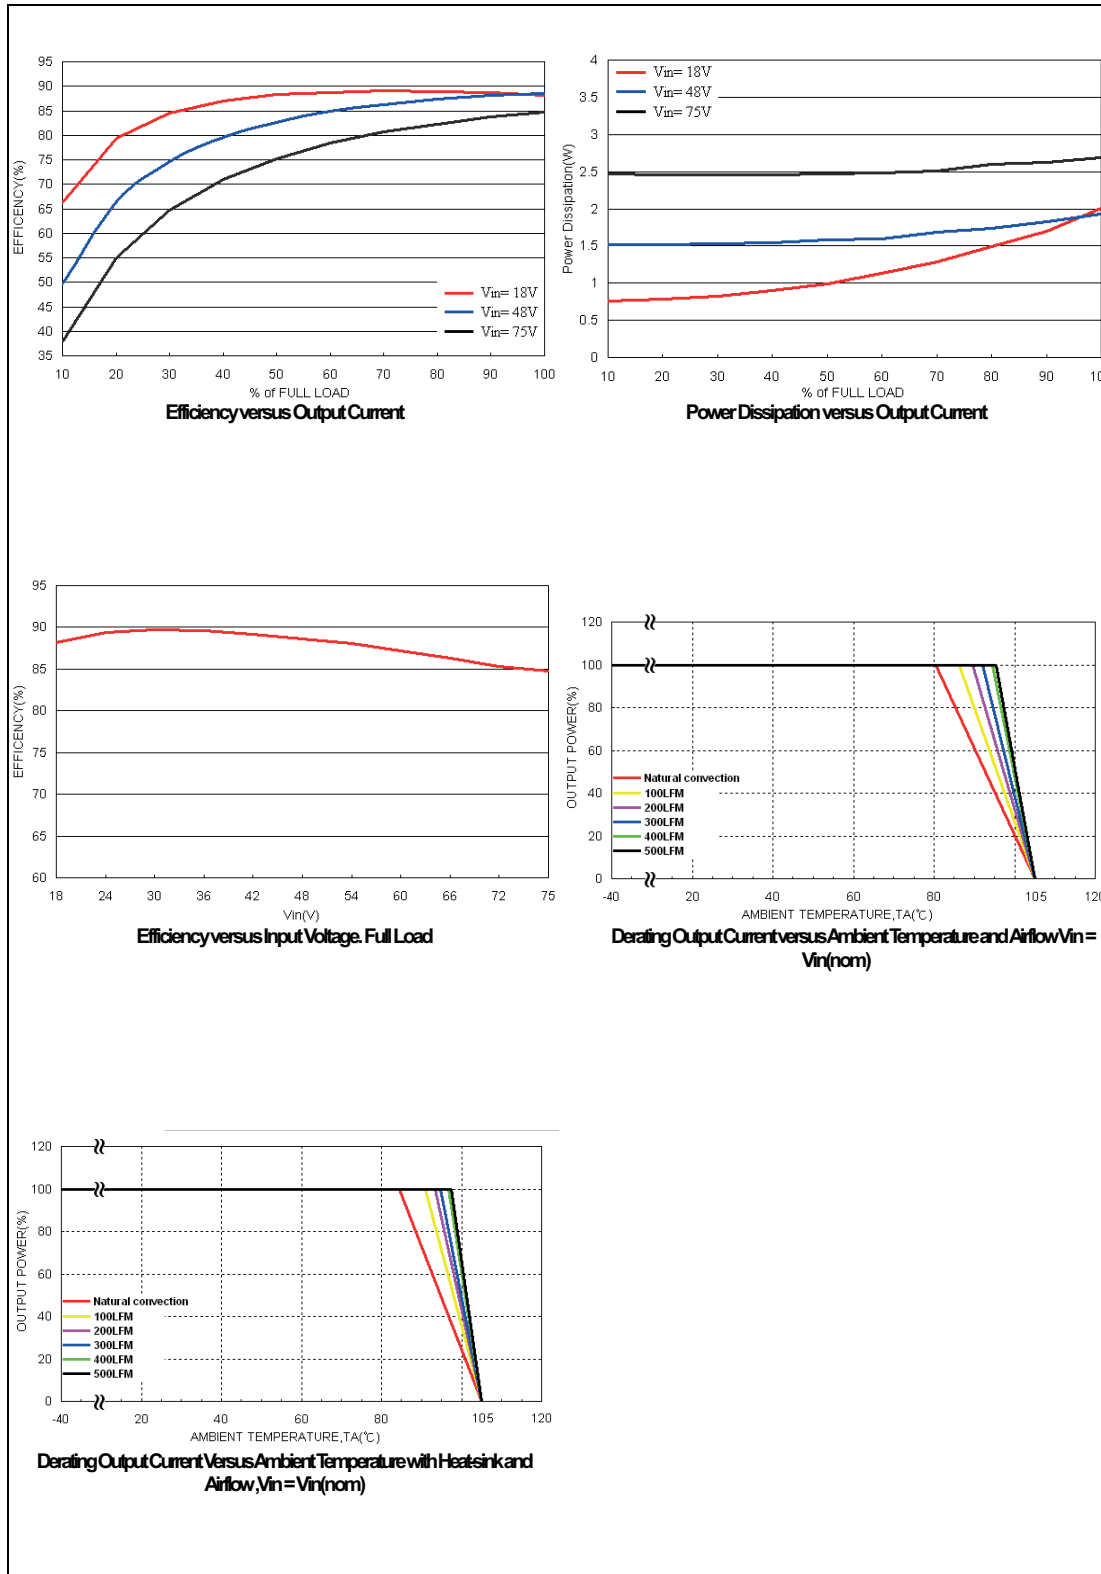 95
90
85
80
75
70
65
60
55
50
45
40
35
EFFICENCY(%)
Vin= 18V
Vin= 48V
Vin= 75V
10 20 30 40 50 60 70 80 90 100
% of FULL LOAD
Efficiency versus Output Current
4
3.5
3
2.5
2
1.5
1
0.5
0
Power Dissipation(W)
Vin= 18V
Vin= 48V
Vin= 75V
10 20 30 40 50 60 70 80 90 100
% of FULL LOAD
Power Dissipation versus Output Current
95
90
85
80
75
70
65
60
EFFICENCY(%)
18 24 30 36 42 48 54 60 66 72 75
Vin(V)
Efficiency versus Input Voltage. Full Load
120
100
80
60
40
20
0
OUTPUT POWER(%)
Natural convection
100LFM
200LFM
300LFM
400LFM
500LFM
-40 20 40 60 80 105 120
AMBIENT TEMPERATURE,TA(℃)
Derating Output Current versus Ambient Temperature and Airflow Vin =
Vin(nom)
120
100
80
60
40
20
0
OUTPUT POWER(%)
Natural convection
100LFM
200LFM
300LFM
400LFM
500LFM
-40 20 40 60 80 105 120
AMBIENT TEMPERATURE,TA(℃)
Derating Output Current Versus Ambient Temperature with Heat-sink and
Airflow ,Vin = Vin(nom)